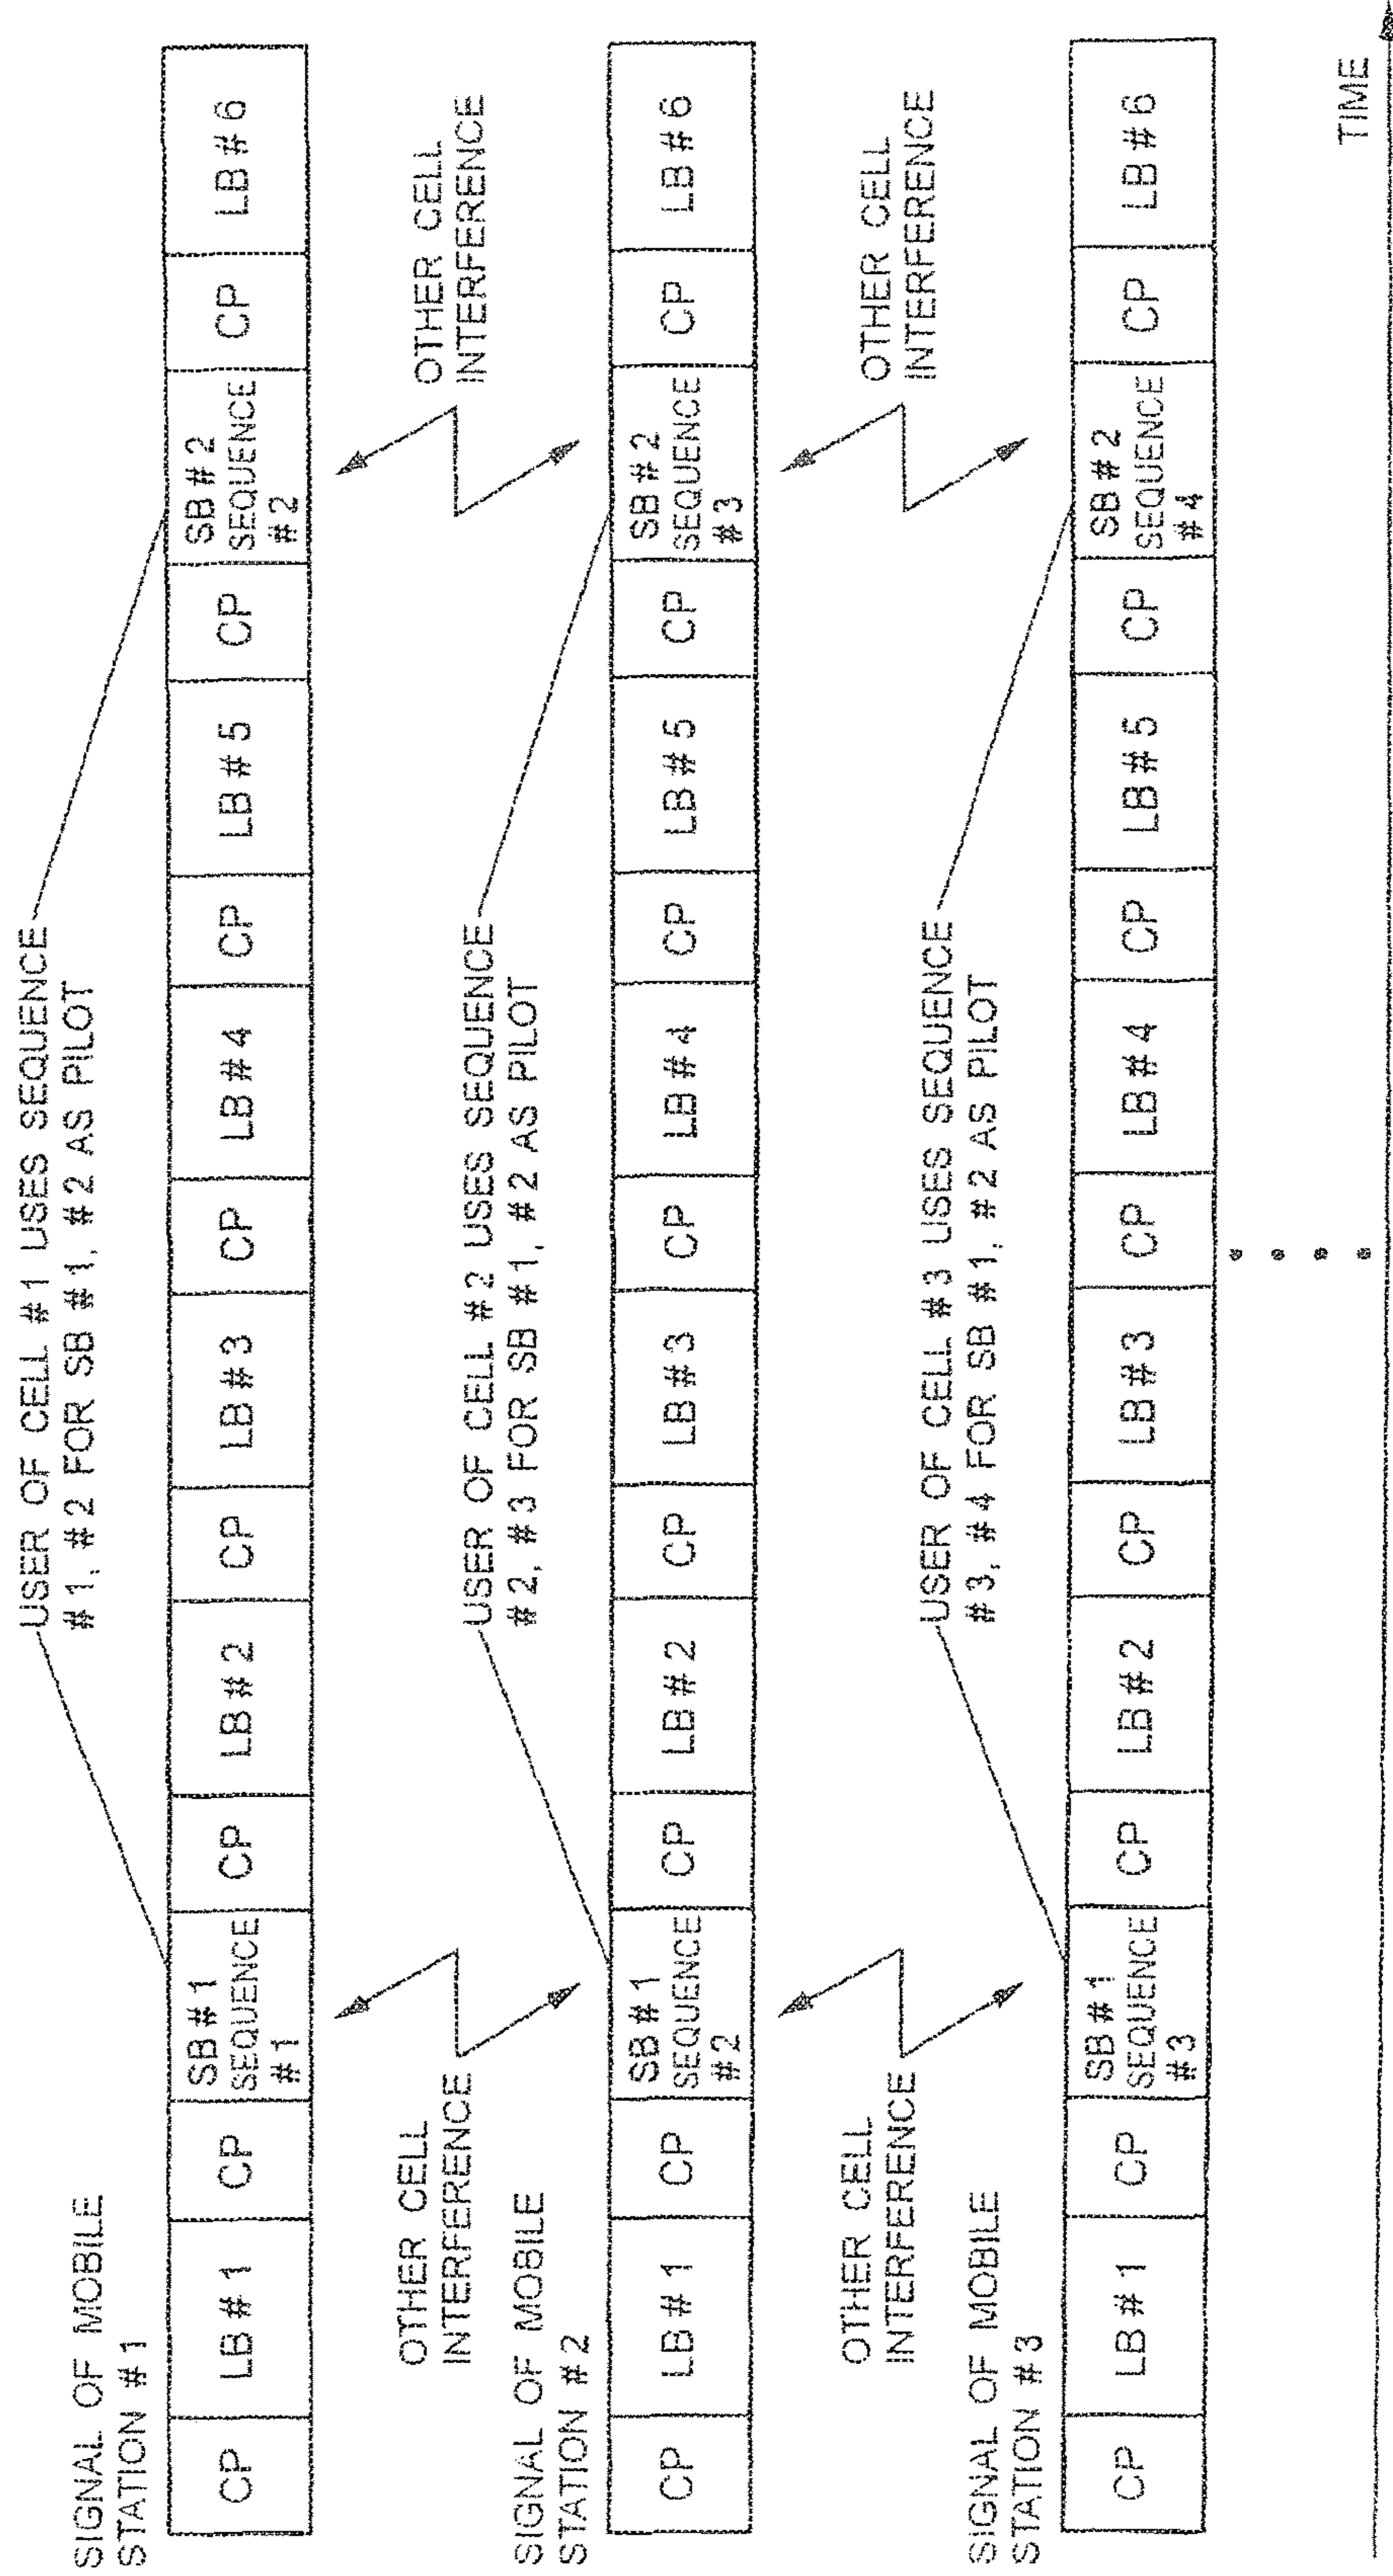 USER OF CELL #1 USES SEQUENCE
#1, #2 FOR SB #1, #2 AS PILOT
SIGNAL OF MOBILE
STATION #1
CP
LB#1
CP
SB#1
SEQUENCE
#1
CP
LB#2
CP
LB#3
CP
LB#4
CP
LB#5
CP
SB#2
SEQUENCE
#2
CP
LB#6
OTHER CELL
INTERFERENCE
OTHER CELL
INTERFERENCE
USER OF CELL #2 USES SEQUENCE
#2, #3 FOR SB #1, #2 AS PILOT
SIGNAL OF MOBILE
STATION #2
CP
LB#1
CP
SB#1
SEQUENCE
#2
CP
LB#2
CP
LB#3
CP
LB#4
CP
LB#5
CP
SB#2
SEQUENCE
#3
CP
LB#6
OTHER CELL
INTERFERENCE
OTHER CELL
INTERFERENCE
USER OF CELL #3 USES SEQUENCE
#3, #4 FOR SB #1, #2 AS PILOT
SIGNAL OF MOBILE
STATION #3
CP
LB#1
CP
SB#1
SEQUENCE
#3
CP
LB#2
CP
LB#3
CP
LB#4
CP
LB#5
CP
SB#2
SEQUENCE
#4
CP
LB#6
TIME